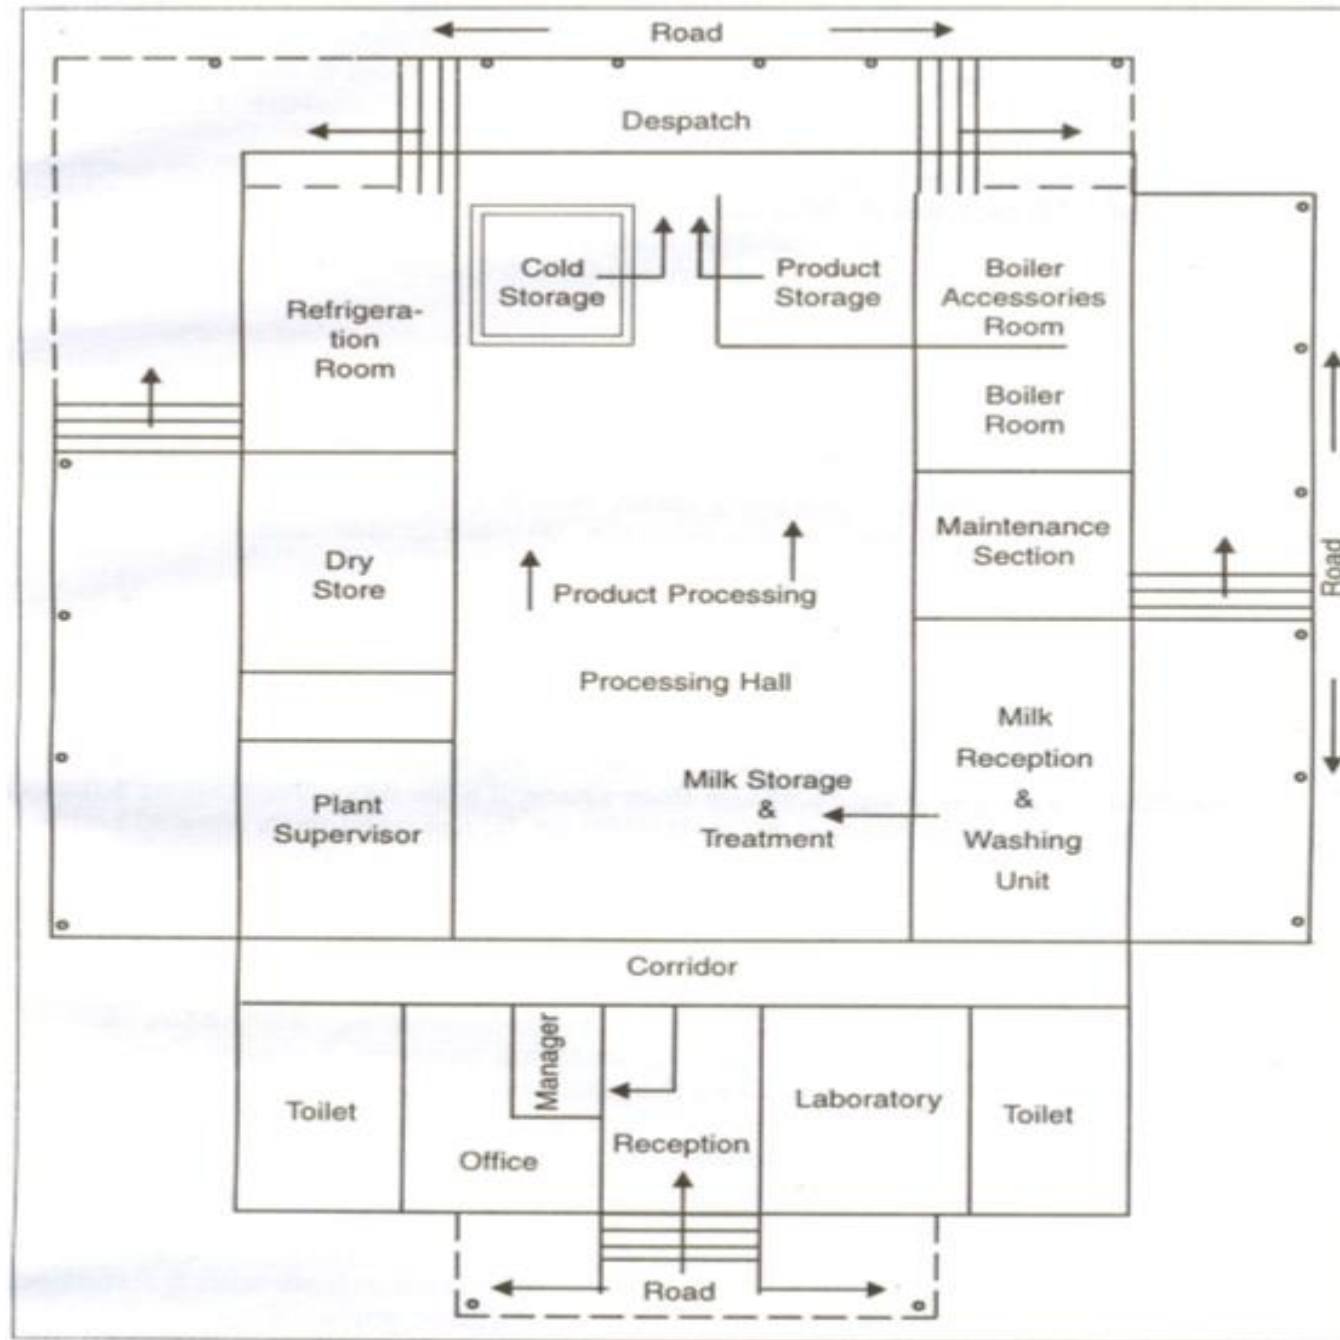 Road
Despatch
Cold
Storage
Product
Storage
Boiler
Accessories
Room
Refrigera-
tion
Room
Boiler
Room
Maintenance
Section
Dry
Store
Product Processing
Road
Processing Hall
Milk
Reception
&
Washing
Unit
Milk Storage
&
Treatment
Plant
Supervisor
Corridor
Manager
Toilet
Office
Reception
Laboratory
Toilet
Road